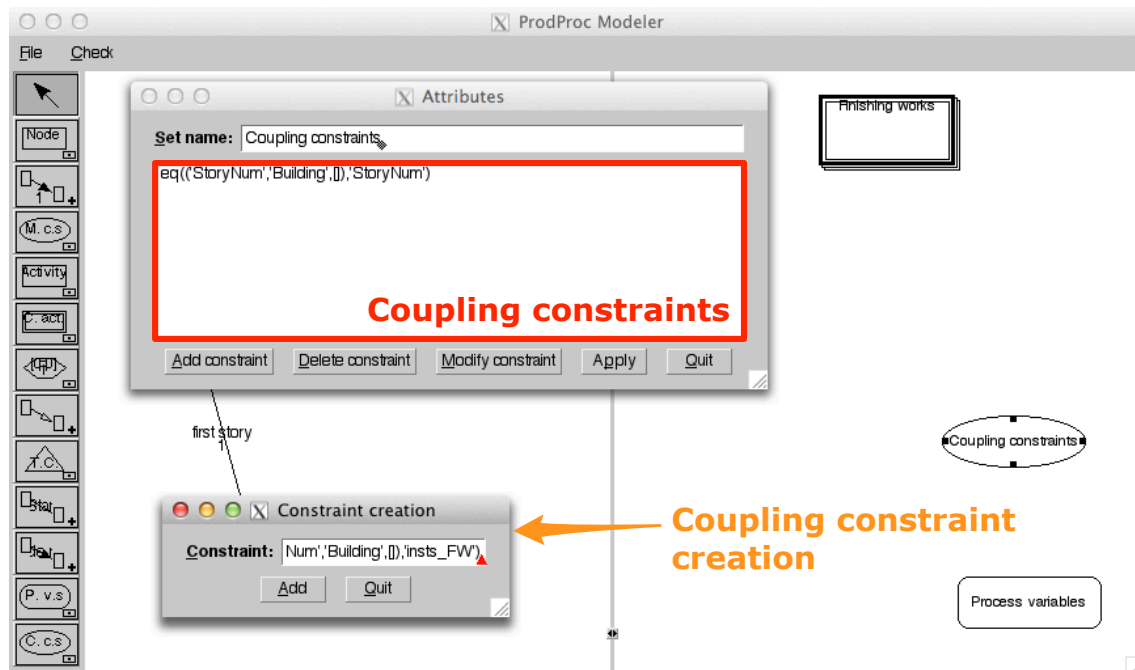 ProdProc Modeler
File Check
Attributes
Set name: Coupling constraints
eq(('StoryNum','Building',[]),'StoryNum')
Coupling constraints
Add constraint Delete constraint Modify constraint Apply Quit
Node
1
M. c.s
Activity
C. act
T.C.
P. v.s
C. c.s
Finishing works
first story
1
Coupling constraints
Constraint creation
Constraint: Num','Building',[]),'insts_FW')
Add Quit
Coupling constraint
creation
Process variables